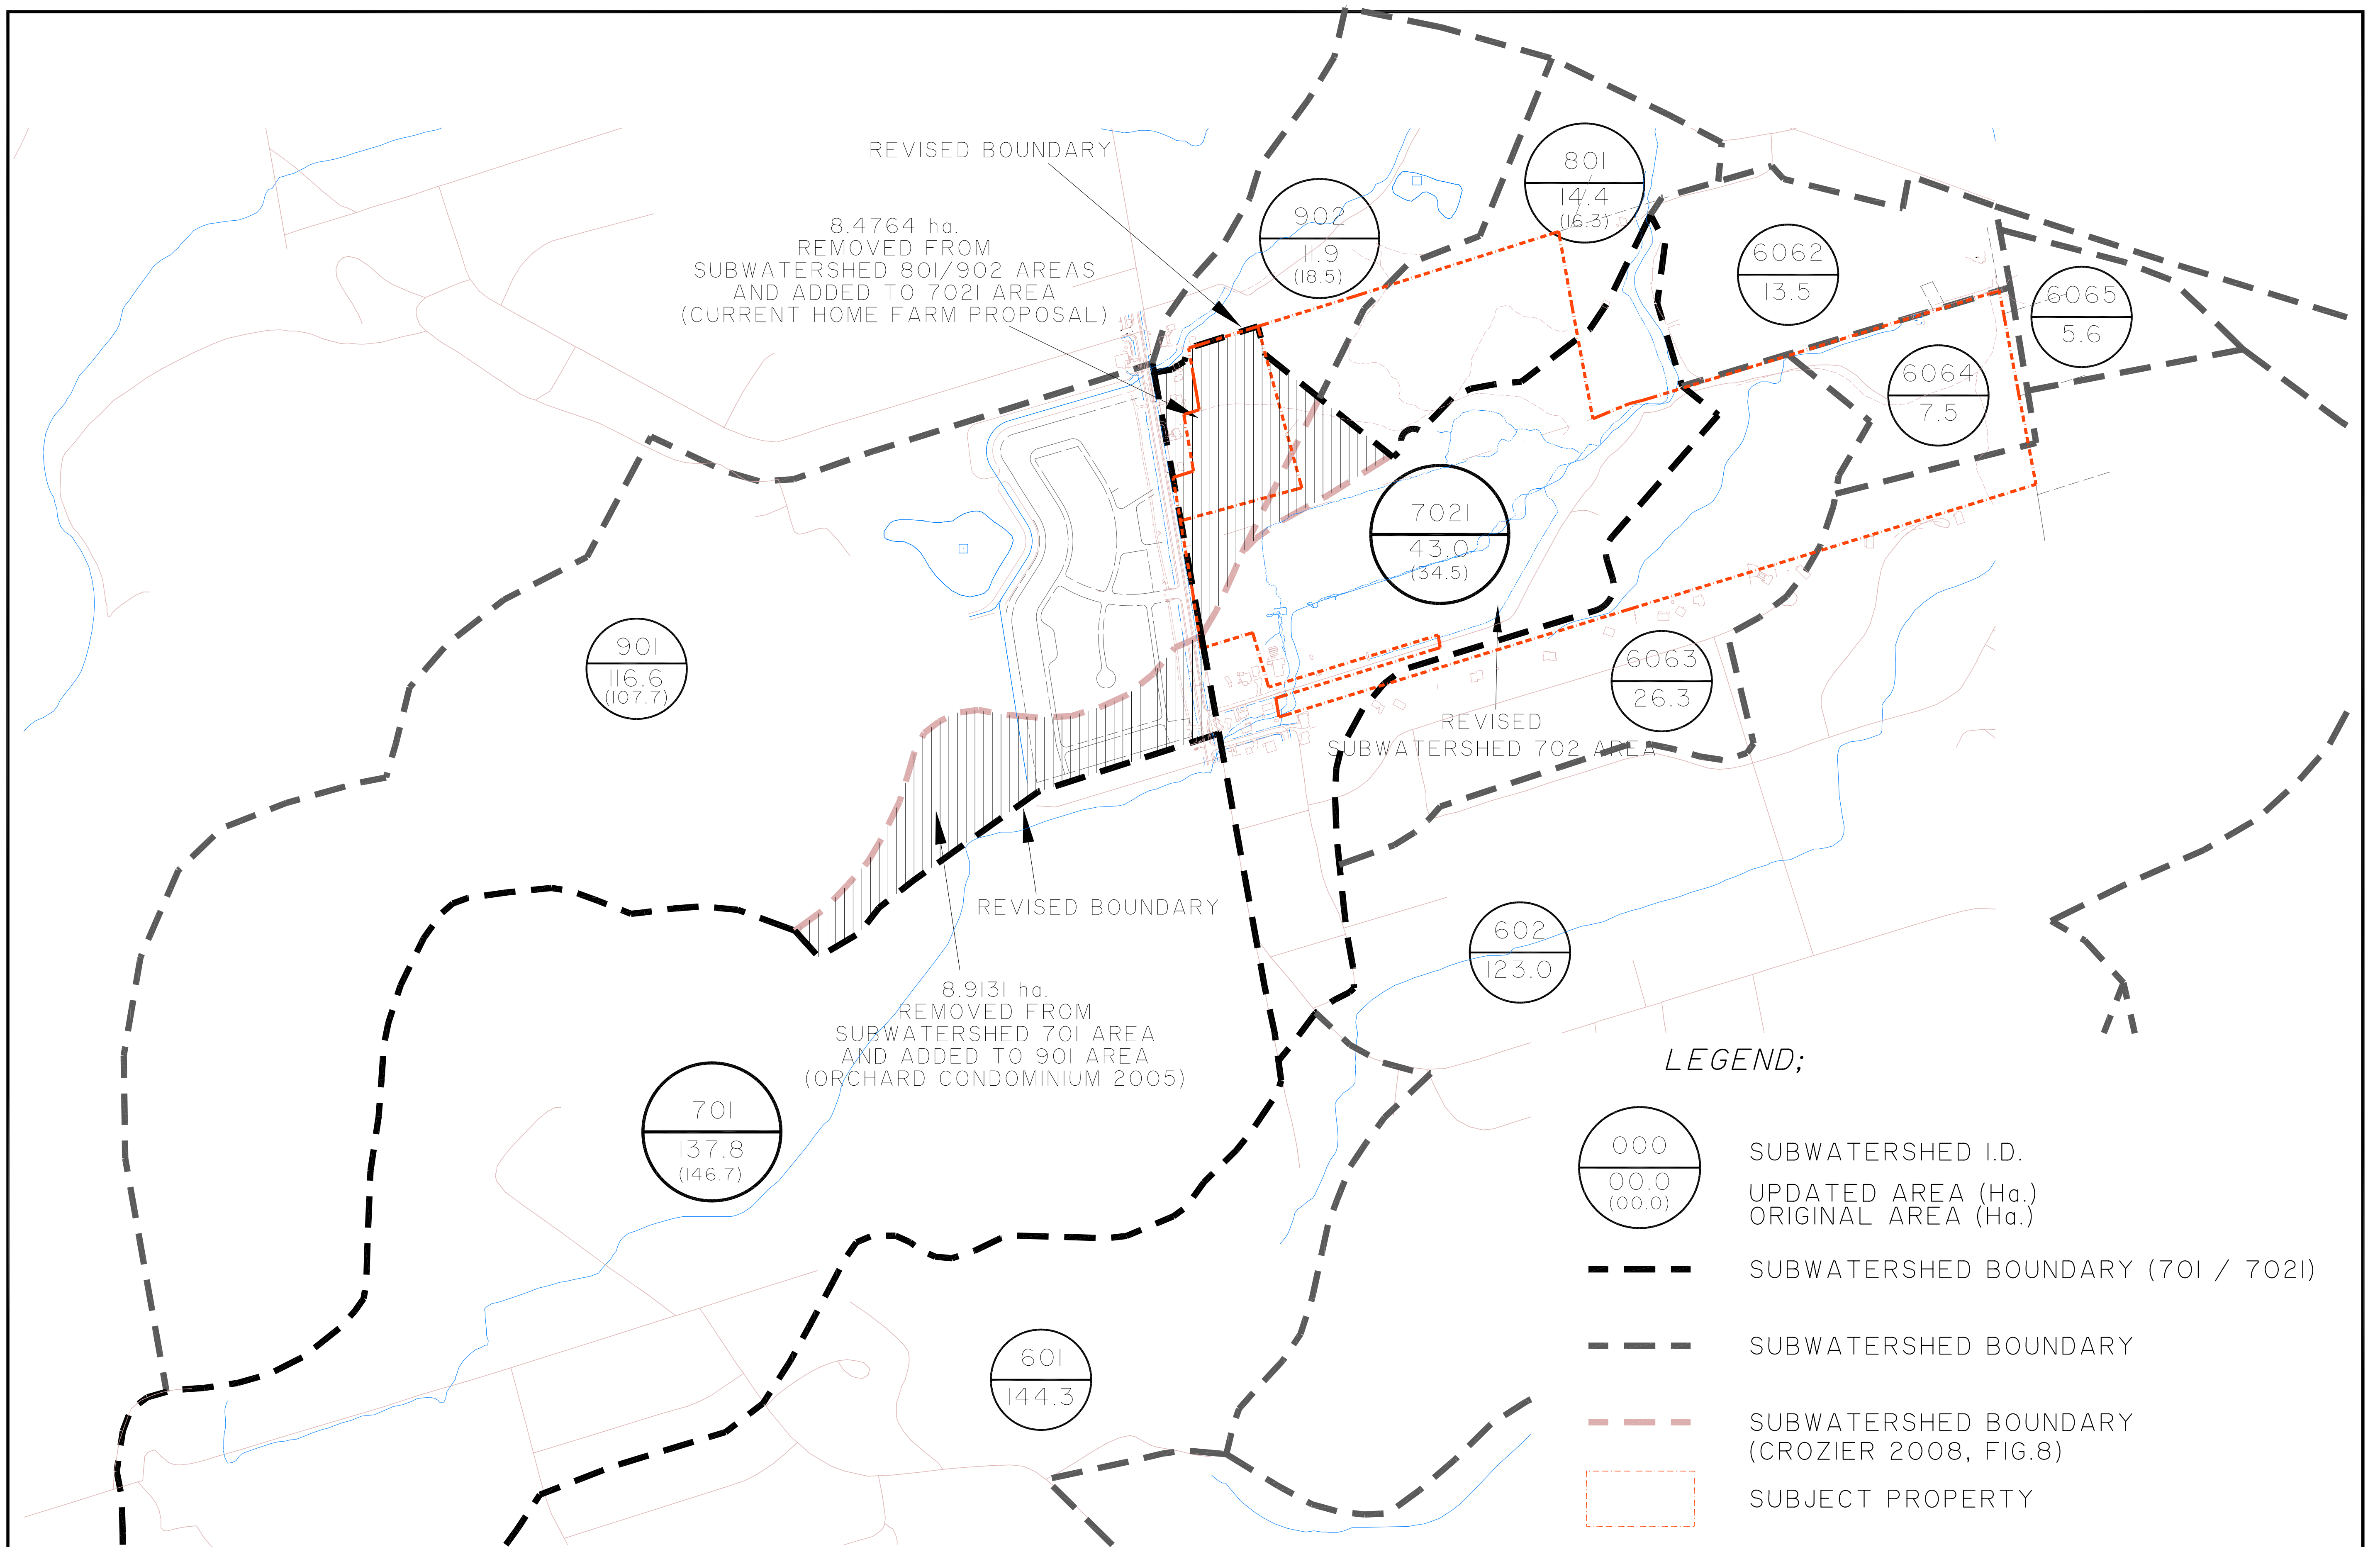 REVISED BOUNDARY
8.4764 ha.
REMOVED FROM
SUBWATERSHED 801/902 AREAS
AND ADDED TO 7021 AREA
(CURRENT HOME FARM PROPOSAL)
902
11.9
(18.5)
801
14.4
(16.3)
6062
13.5
6065
5.6
6064
7.5
7021
43.0
(34.5)
901
116.6
(107.7)
6063
26.3
REVISED
SUBWATERSHED 702 AREA
REVISED BOUNDARY
602
123.0
8.9131 ha.
REMOVED FROM
SUBWATERSHED 701 AREA
AND ADDED TO 901 AREA
(ORCHARD CONDOMINIUM 2005)
701
137.8
(146.7)
601
144.3
LEGEND;
000
00.0
(00.0)
SUBWATERSHED I.D.
UPDATED AREA (Ha.)
ORIGINAL AREA (Ha.)
SUBWATERSHED BOUNDARY (701 / 7021)
SUBWATERSHED BOUNDARY
SUBWATERSHED BOUNDARY
(CROZIER 2008, FIG.8)
SUBJECT PROPERTY